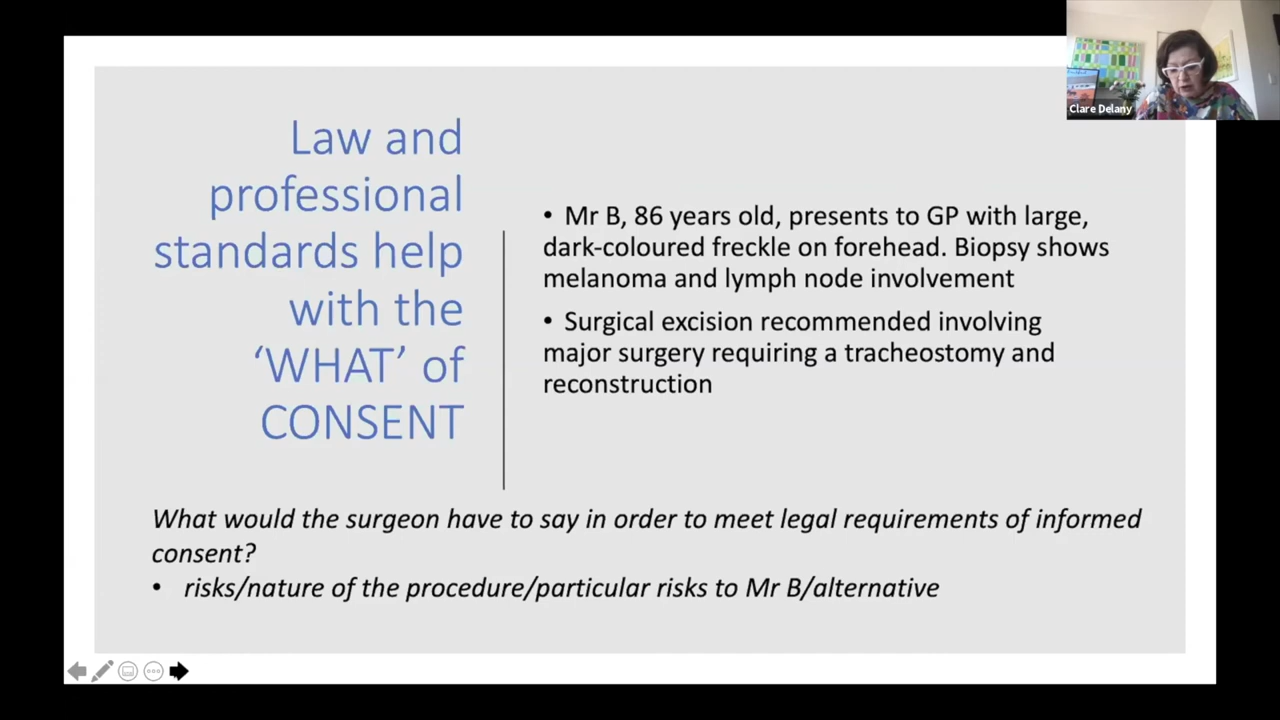 Clare Delany
Law and
professional
standards help
with the
‘WHAT’ of
CONSENT
• Mr B, 86 years old, presents to GP with large,
dark-coloured freckle on forehead. Biopsy shows
melanoma and lymph node involvement
• Surgical excision recommended involving
major surgery requiring a tracheostomy and
reconstruction
What would the surgeon have to say in order to meet legal requirements of informed
consent?
• risks/nature of the procedure/particular risks to Mr B/alternative